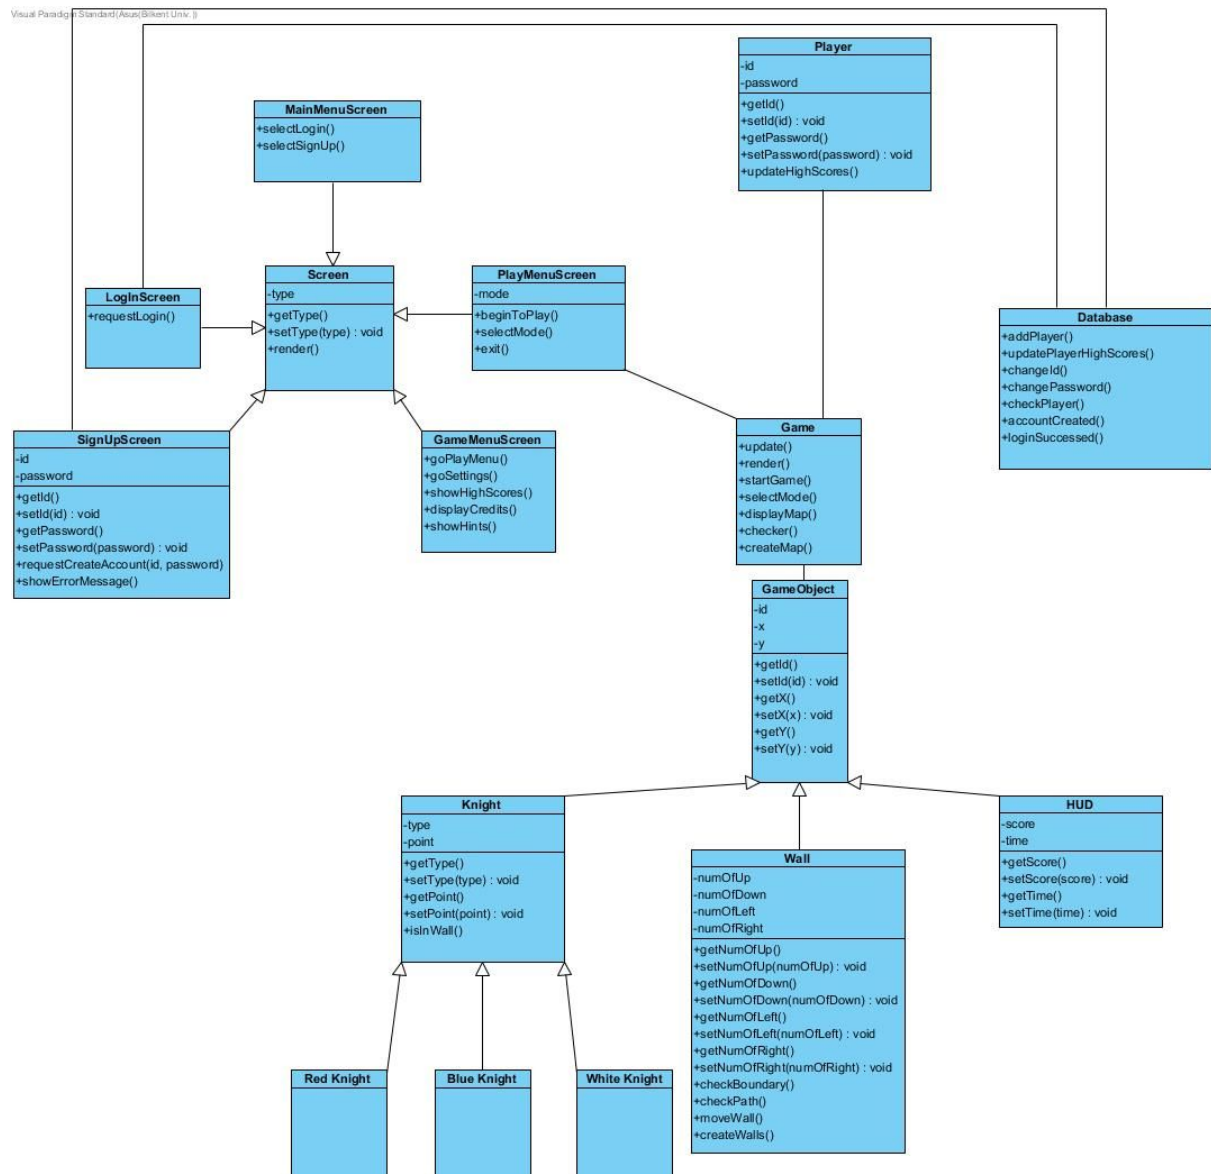 Visual Paradigm Standard(Asus(Bilkent Univ. ))
Player
-id
-password
+getId()
+setId(id) : void
+getPassword()
+setPassword(password) : void
+updateHighScores()
MainMenuScreen
+selectLogin()
+selectSignUp()
Screen
-type
+getType()
+setType(type) : void
+render()
PlayMenuScreen
-mode
+beginToPlay()
+selectMode()
+exit()
LogInScreen
+requestLogin()
Database
+addPlayer()
+updatePlayerHighScores()
+changeId()
+changePassword()
+checkPlayer()
+accountCreated()
+loginSuccessed()
SignUpScreen
-id
-password
+getId()
+setId(id) : void
+getPassword()
+setPassword(password) : void
+requestCreateAccount(id, password)
+showErrorMessage()
GameMenuScreen
+goPlayMenu()
+goSettings()
+showHighScores()
+displayCredits()
+showHints()
Game
+update()
+render()
+startGame()
+selectMode()
+displayMap()
+checker()
+createMap()
GameObject
-id
-x
-y
+getId()
+setId(id) : void
+getX()
+setX(x) : void
+getY()
+setY(y) : void
Knight
-type
-point
+getType()
+setType(type) : void
+getPoint()
+setPoint(point) : void
+isInWall()
Wall
-numOfUp
-numOfDown
-numOfLeft
-numOfRight
+getNumOfUp()
+setNumOfUp(numOfUp) : void
+getNumOfDown()
+setNumOfDown(numOfDown) : void
+getNumOfLeft()
+setNumOfLeft(numOfLeft) : void
+getNumOfRight()
+setNumOfRight(numOfRight) : void
+checkBoundary()
+checkPath()
+moveWall()
+createWalls()
HUD
-score
-time
+getScore()
+setScore(score) : void
+getTime()
+setTime(time) : void
Red Knight
Blue Knight
White Knight